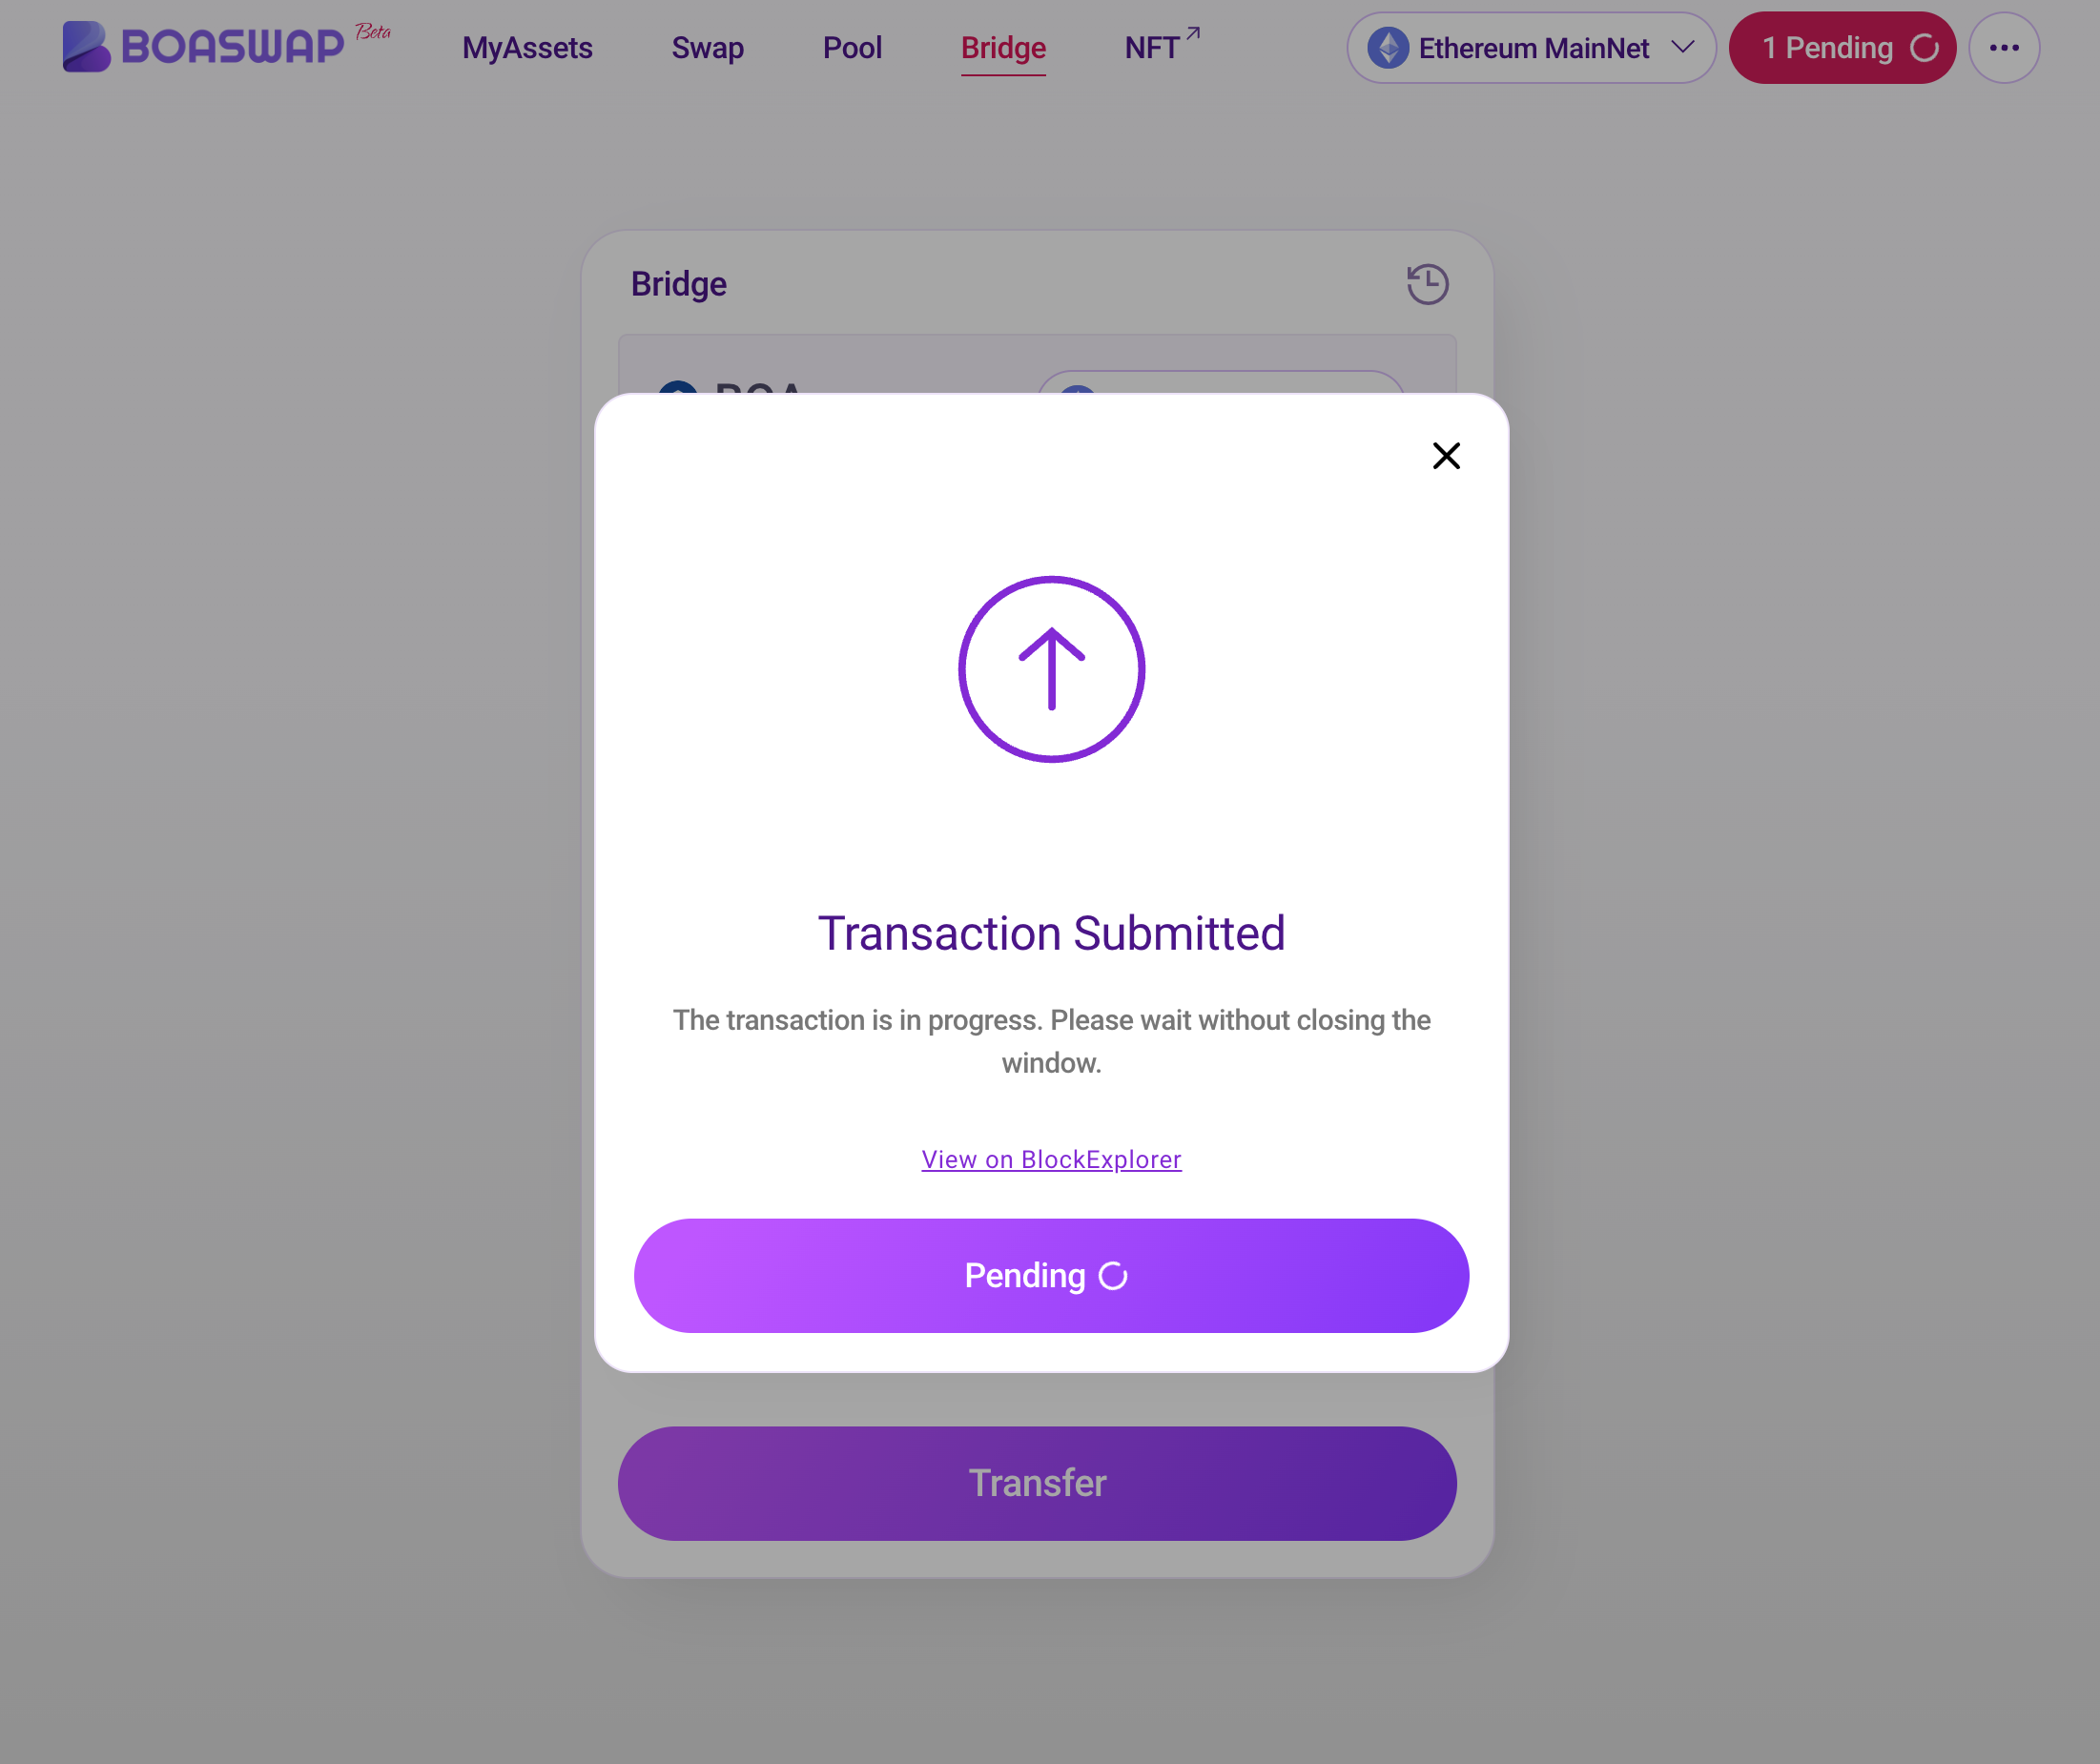 BOASWAP Beta
MyAssets
Swap
Pool
Bridge
NFT
Ethereum MainNet
1 Pending
Bridge
BOA
Transaction Submitted
The transaction is in progress. Please wait without closing the
window.
View on BlockExplorer
Pending
Transfer